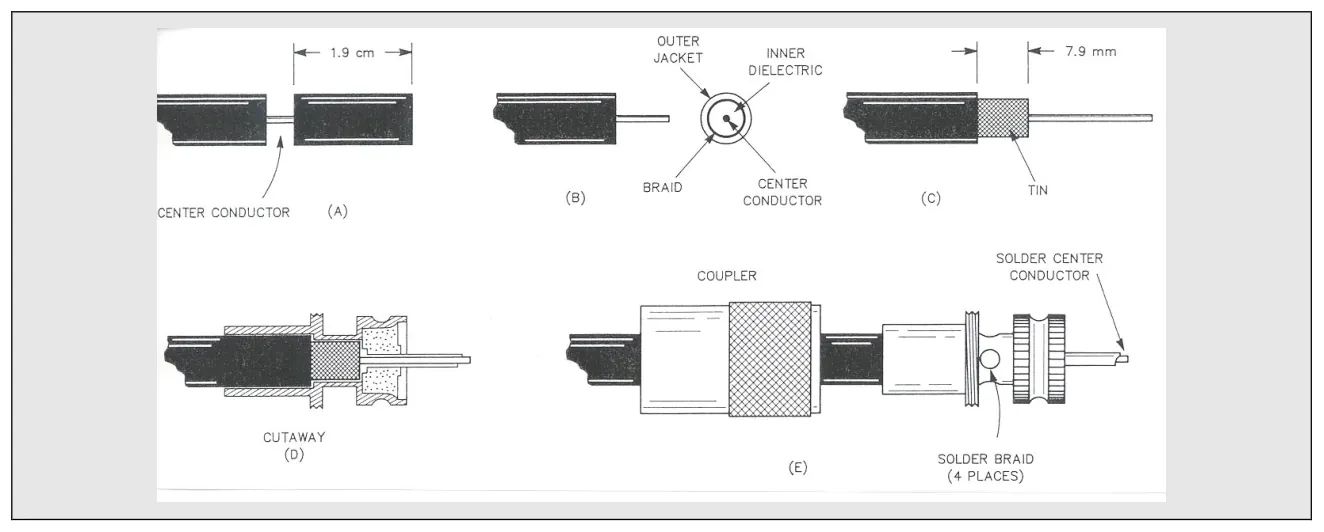 1.9 cm
CENTER CONDUCTOR
(A)
OUTER
JACKET
INNER
DIELECTRIC
BRAID
CENTER
CONDUCTOR
(B)
7.9 mm
TIN
(C)
CUTAWAY
(D)
COUPLER
SOLDER CENTER
CONDUCTOR
SOLDER BRAID
(4 PLACES)
(E)